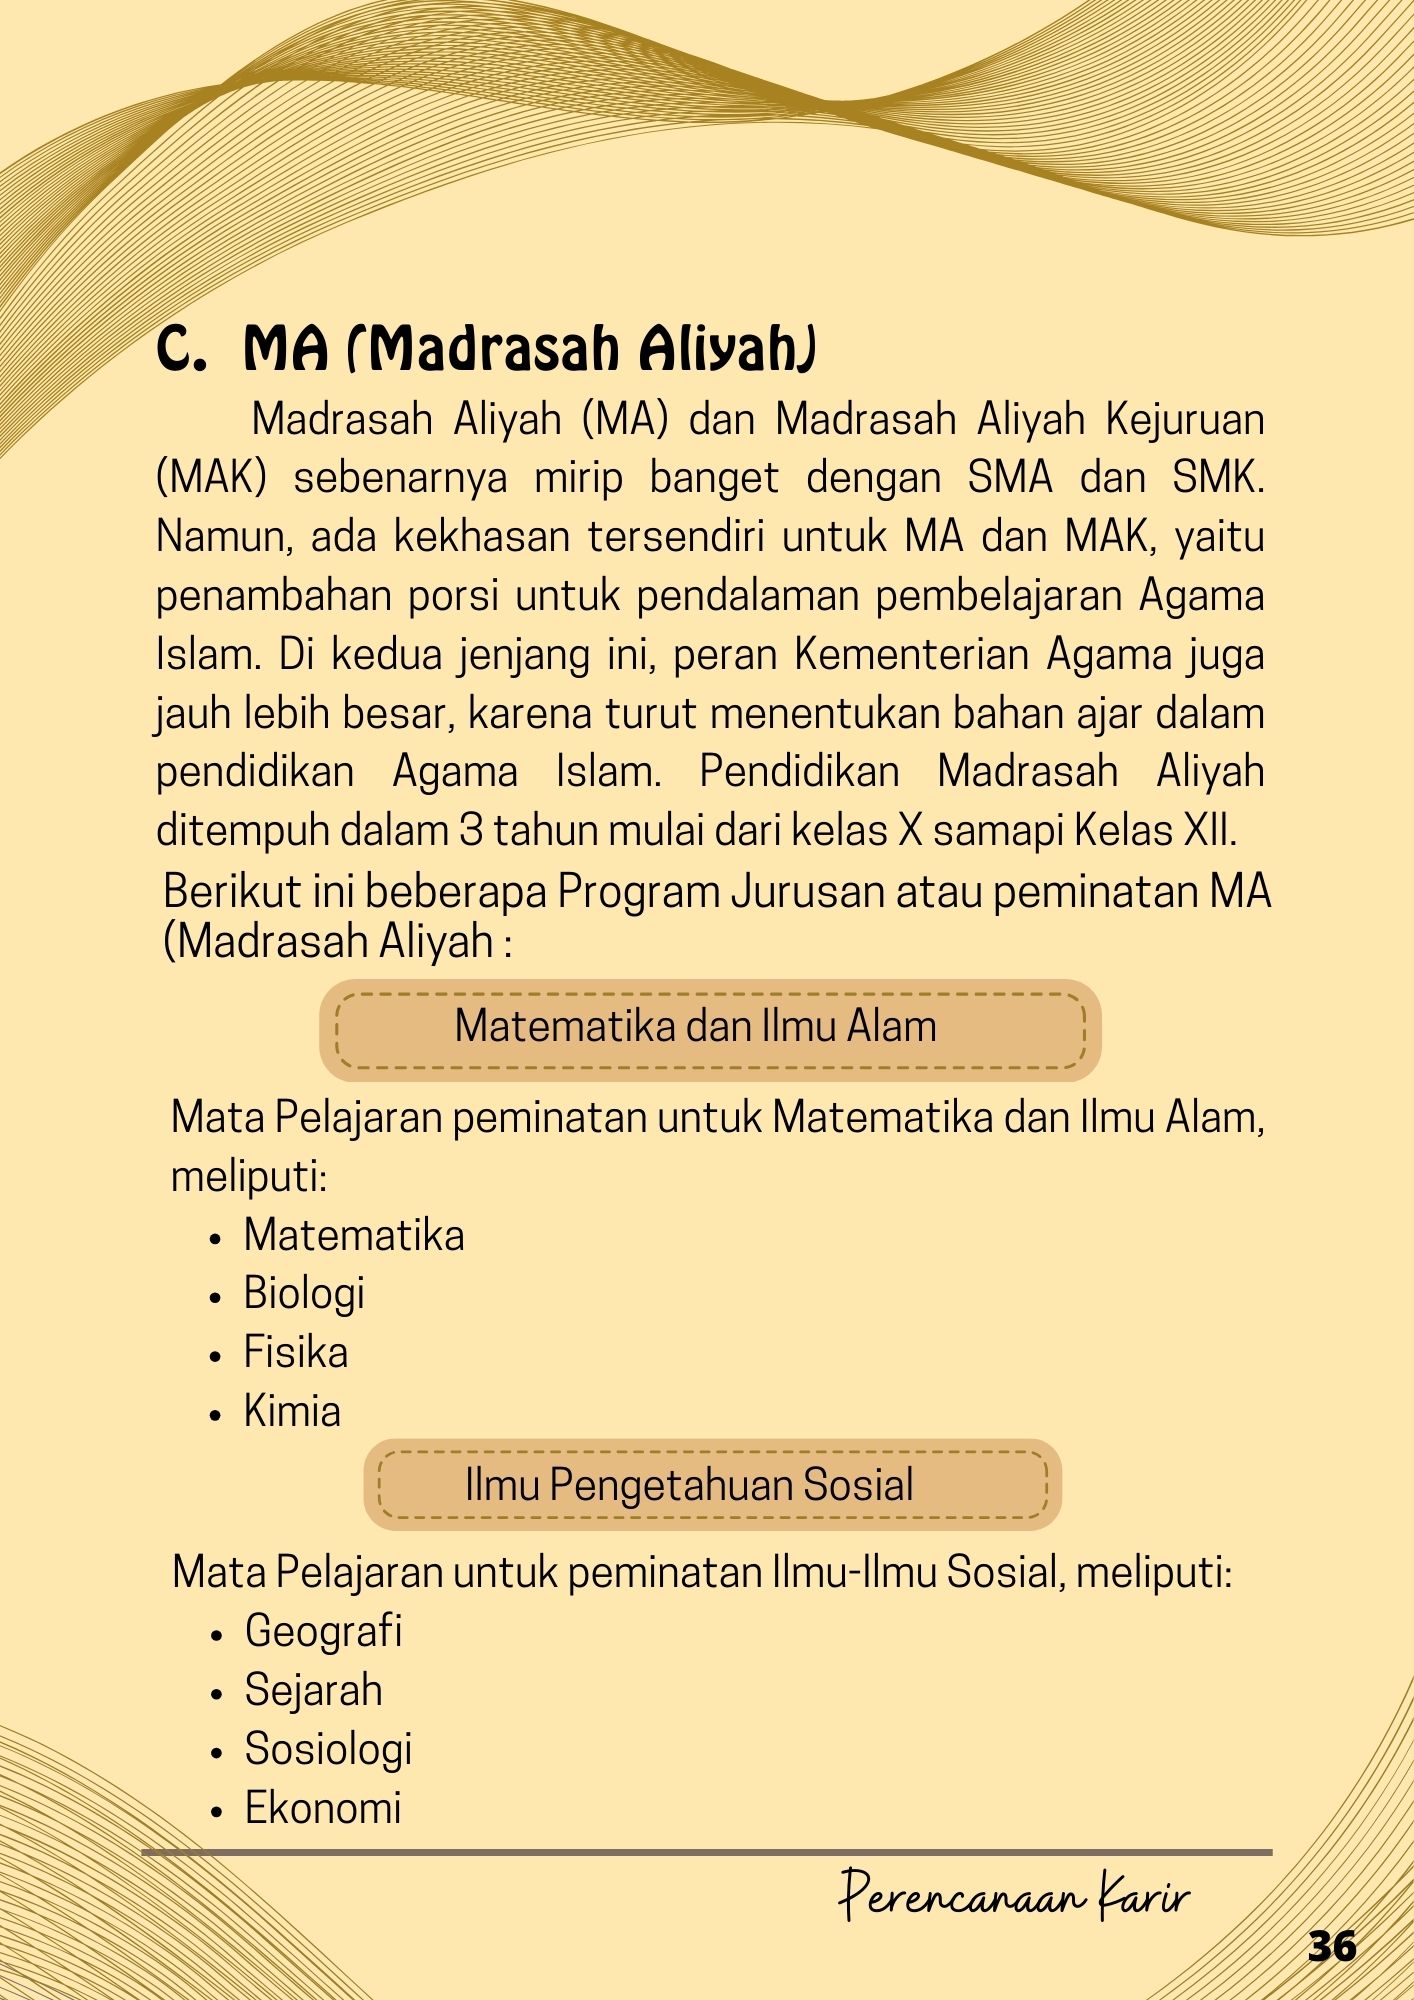 C. MA (Madrasah Aliyah)
Madrasah Aliyah (MA) dan Madrasah Aliyah Kejuruan
(MAK) sebenarnya mirip banget dengan SMA dan SMK.
Namun, ada kekhasan tersendiri untuk MA dan MAK, yaitu
penambahan porsi untuk pendalaman pembelajaran Agama
Islam. Di kedua jenjang ini, peran Kementerian Agama juga
jauh lebih besar, karena turut menentukan bahan ajar dalam
pendidikan Agama Islam. Pendidikan Madrasah Aliyah
ditempuh dalam 3 tahun mulai dari kelas X samapi Kelas XII.
Berikut ini beberapa Program Jurusan atau peminatan MA
(Madrasah Aliyah :
Matematika dan Ilmu Alam
Mata Pelajaran peminatan untuk Matematika dan Ilmu Alam,
meliputi:
• Matematika
• Biologi
• Fisika
• Kimia
Ilmu Pengetahuan Sosial
Mata Pelajaran untuk peminatan Ilmu-Ilmu Sosial, meliputi:
• Geografi
• Sejarah
• Sosiologi
• Ekonomi
Perencanaan Karir
36